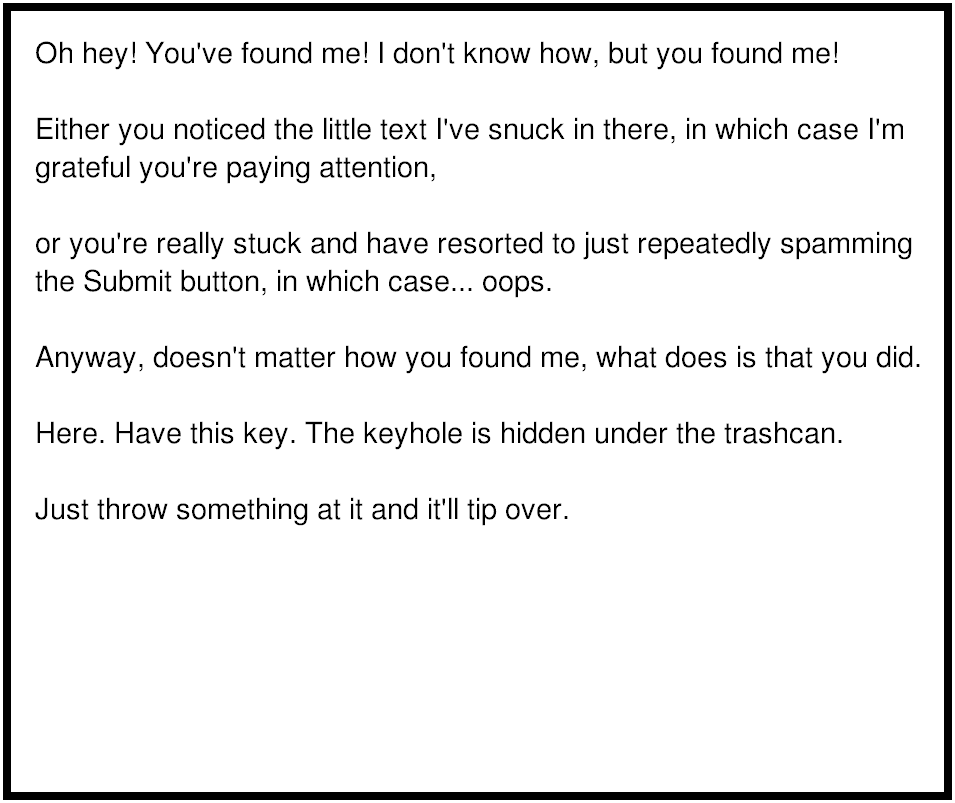 Oh hey! You've found me! I don't know how, but you found me!
Either you noticed the little text I've snuck in there, in which case I'm
grateful you're paying attention,
or you're really stuck and have resorted to just repeatedly spamming
the Submit button, in which case... oops.
Anyway, doesn't matter how you found me, what does is that you did.
Here. Have this key. The keyhole is hidden under the trashcan.
Just throw something at it and it'll tip over.